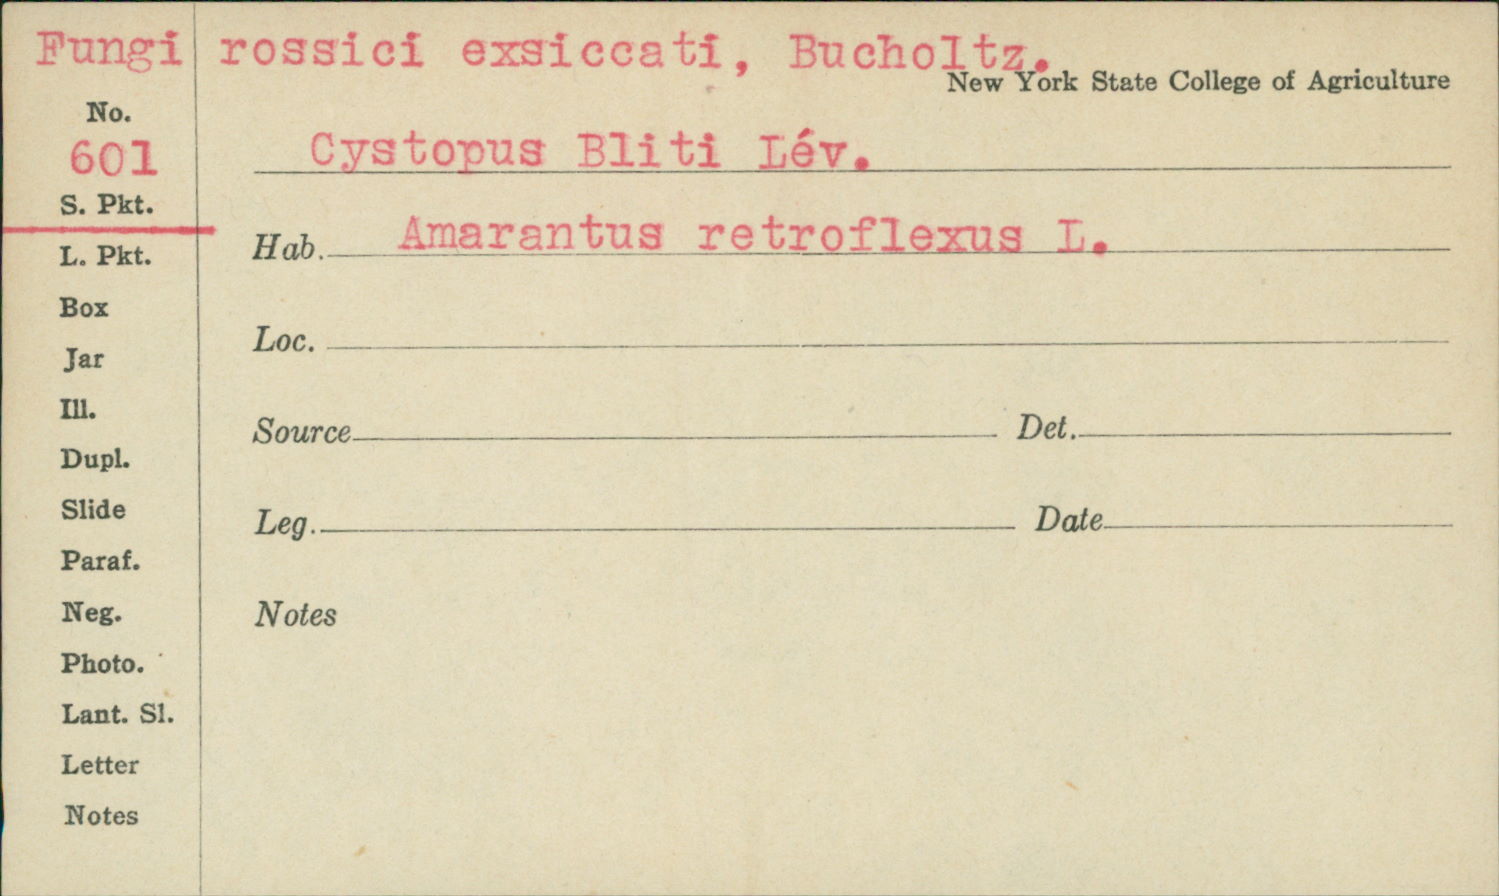 Fungi rossici exsiccati, Bucholtz.
New York State College of Agriculture
No.
601
Cystopus Bliti Lév.
S. Pkt.
Hab. Amarantus retroflexus L.
L. Pkt.
Box
Loc.
Jar
Ill.
Source Det.
Dupl.
Slide
Leg. Date
Paraf.
Neg.
Notes
Photo.
Lant. Sl.
Letter
Notes